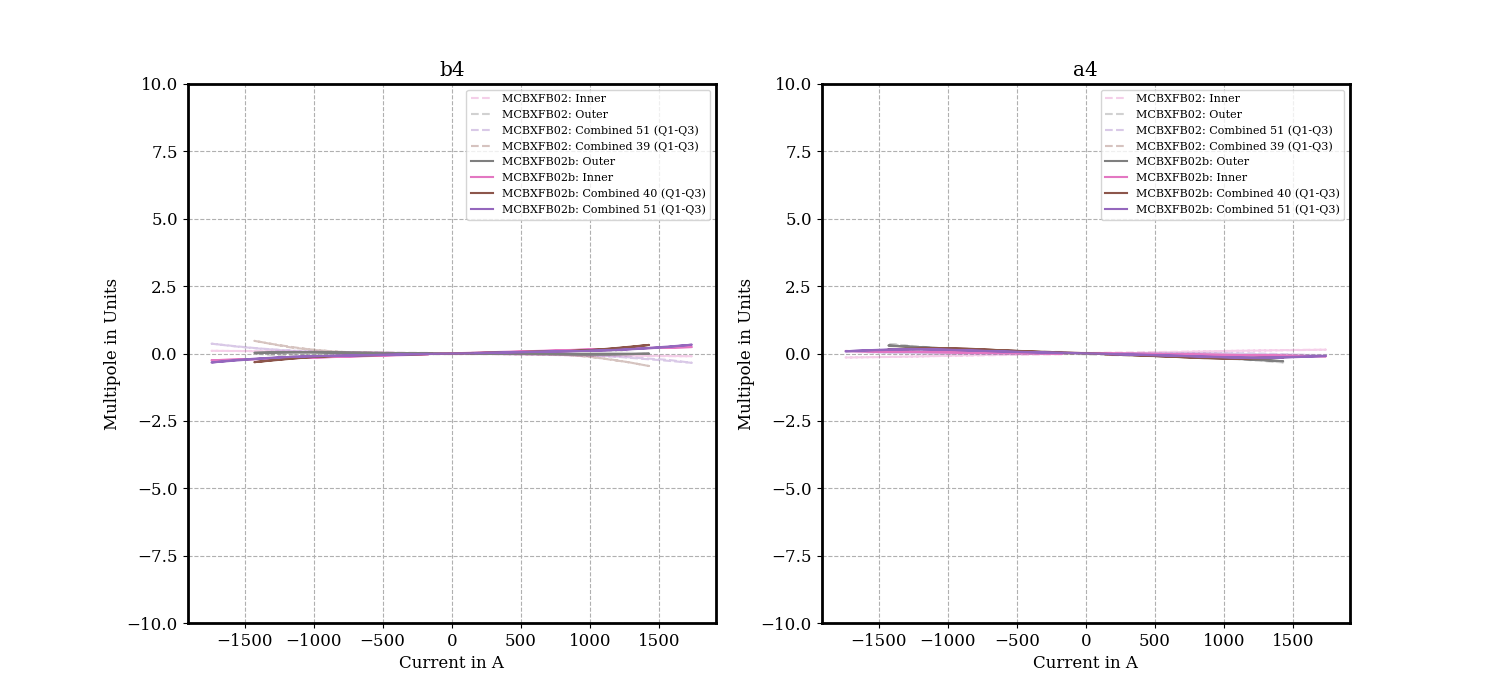 b4
10.0
7.5
5.0
2.5
0.0
−2.5
−5.0
−7.5
−10.0
Multipole in Units
−1500
−1000
−500
0
500
1000
1500
Current in A
MCBXFB02: Inner
MCBXFB02: Outer
MCBXFB02: Combined 51 (Q1-Q3)
MCBXFB02: Combined 39 (Q1-Q3)
MCBXFB02b: Outer
MCBXFB02b: Inner
MCBXFB02b: Combined 40 (Q1-Q3)
MCBXFB02b: Combined 51 (Q1-Q3)
a4
10.0
7.5
5.0
2.5
0.0
−2.5
−5.0
−7.5
−10.0
Multipole in Units
−1500
−1000
−500
0
500
1000
1500
Current in A
MCBXFB02: Inner
MCBXFB02: Outer
MCBXFB02: Combined 51 (Q1-Q3)
MCBXFB02: Combined 39 (Q1-Q3)
MCBXFB02b: Outer
MCBXFB02b: Inner
MCBXFB02b: Combined 40 (Q1-Q3)
MCBXFB02b: Combined 51 (Q1-Q3)